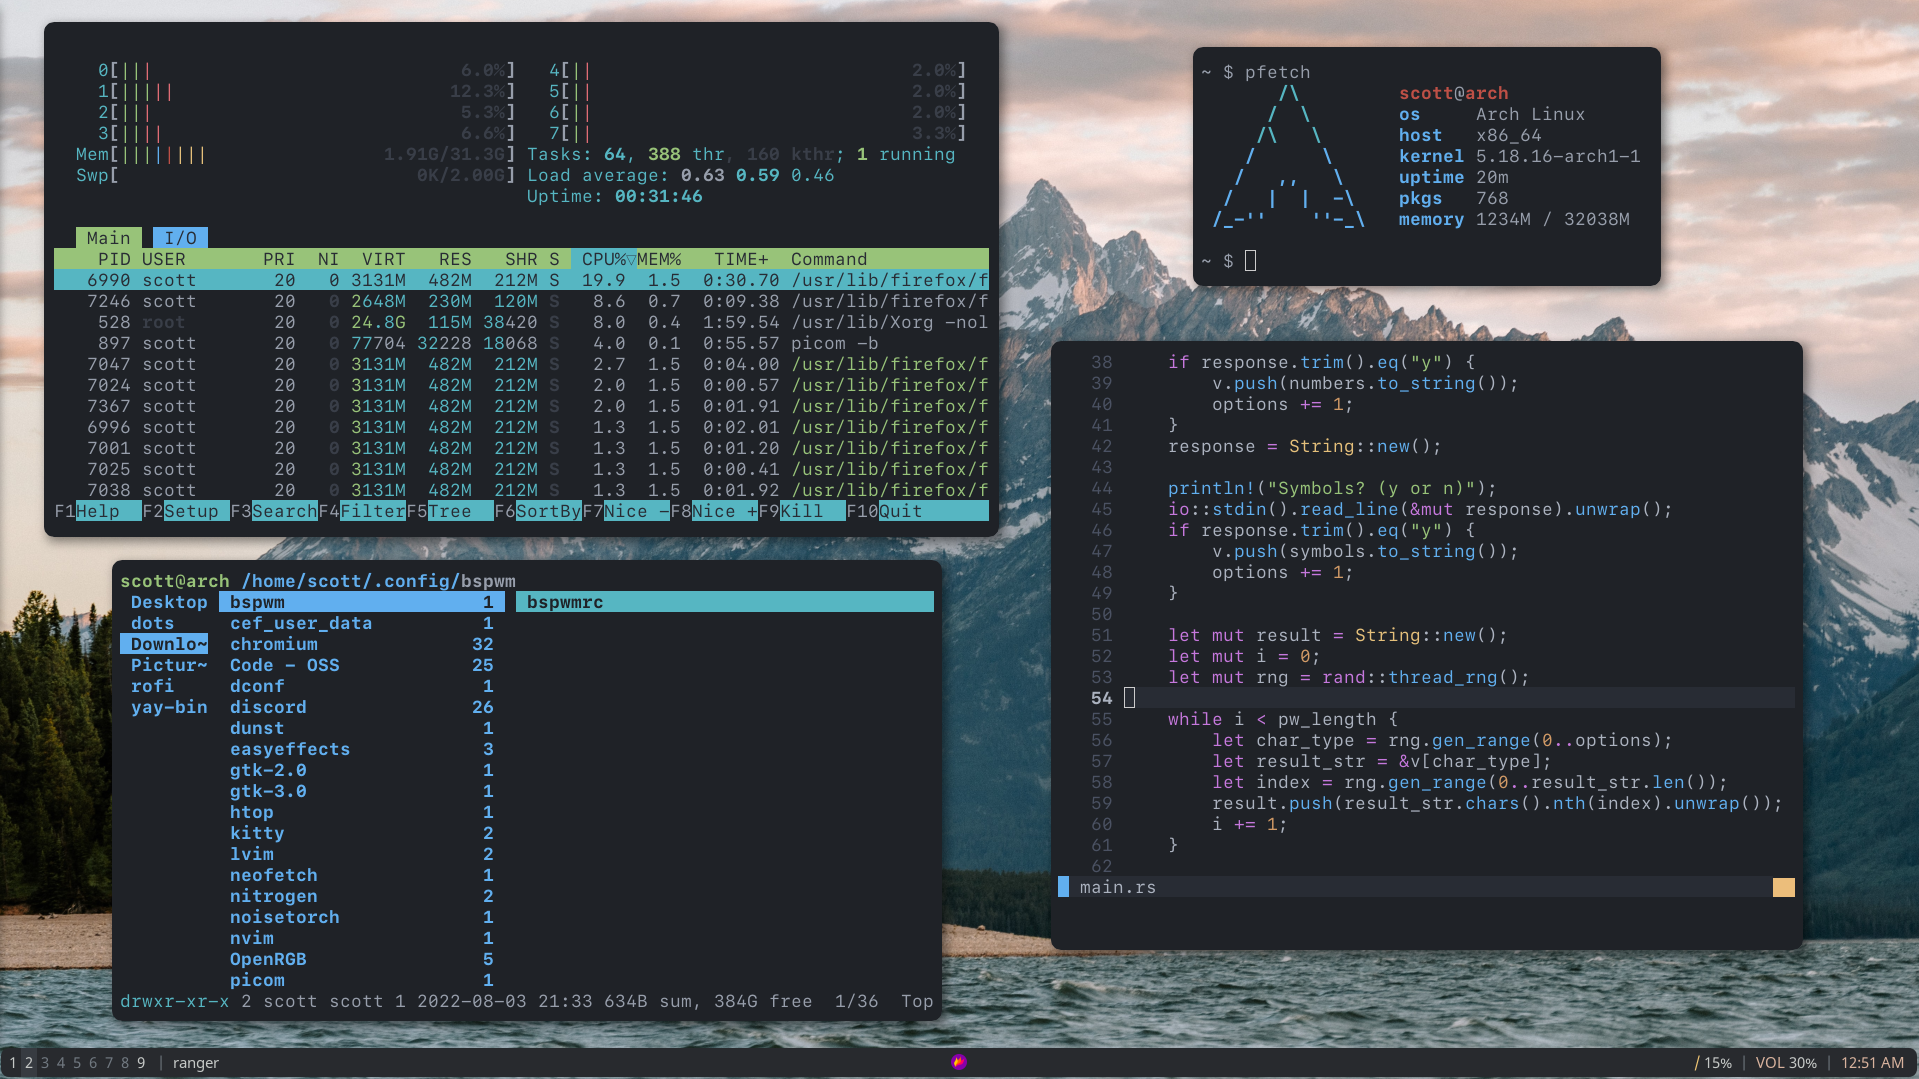 0[||| 6.0%] 4[|| 2.0%]
1[||||| 12.3%] 5[|| 2.0%]
2[||| 5.3%] 6[|| 2.0%]
3[|||| 6.6%] 7[|| 3.3%]
Mem[|||||||| 1.91G/31.3G] Tasks: 64, 388 thr, 160 kthr; 1 running
Swp[ 0K/2.00G] Load average: 0.63 0.59 0.46
Uptime: 00:31:46
Main I/O
PID USER PRI NI VIRT RES SHR S CPU%▽MEM% TIME+ Command
6990 scott 20 0 3131M 482M 212M S 19.9 1.5 0:30.70 /usr/lib/firefox/f
7246 scott 20 0 2648M 230M 120M S 8.6 0.7 0:09.38 /usr/lib/firefox/f
528 root 20 0 24.8G 115M 38420 S 8.0 0.4 1:59.54 /usr/lib/Xorg -nol
897 scott 20 0 77704 32228 18068 S 4.0 0.1 0:55.57 picom -b
7047 scott 20 0 3131M 482M 212M S 2.7 1.5 0:04.00 /usr/lib/firefox/f
7024 scott 20 0 3131M 482M 212M S 2.0 1.5 0:00.57 /usr/lib/firefox/f
7367 scott 20 0 3131M 482M 212M S 2.0 1.5 0:01.91 /usr/lib/firefox/f
6996 scott 20 0 3131M 482M 212M S 1.3 1.5 0:02.01 /usr/lib/firefox/f
7001 scott 20 0 3131M 482M 212M S 1.3 1.5 0:01.20 /usr/lib/firefox/f
7025 scott 20 0 3131M 482M 212M S 1.3 1.5 0:00.41 /usr/lib/firefox/f
7038 scott 20 0 3131M 482M 212M S 1.3 1.5 0:01.92 /usr/lib/firefox/f
F1Help F2Setup F3SearchF4FilterF5Tree F6SortByF7Nice -F8Nice +F9Kill F10Quit
~ $ pfetch
scott@arch
os Arch Linux
host x86_64
kernel 5.18.16-arch1-1
uptime 20m
pkgs 768
memory 1234M / 32038M
~ $
scott@arch /home/scott/.config/bspwm
Desktop bspwm 1 bspwmrc
dots cef_user_data 1
Downlo~ chromium 32
Pictur~ Code - OSS 25
rofi dconf 1
yay-bin discord 26
dunst 1
easyeffects 3
gtk-2.0 1
gtk-3.0 1
htop 1
kitty 2
lvim 2
neofetch 1
nitrogen 2
noisetorch 1
nvim 1
OpenRGB 5
picom 1
drwxr-xr-x 2 scott scott 1 2022-08-03 21:33 634B sum, 384G free 1/36 Top
38 if response.trim().eq("y") {
39 v.push(numbers.to_string());
40 options += 1;
41 }
42 response = String::new();
43
44 println!("Symbols? (y or n)");
45 io::stdin().read_line(&mut response).unwrap();
46 if response.trim().eq("y") {
47 v.push(symbols.to_string());
48 options += 1;
49 }
50
51 let mut result = String::new();
52 let mut i = 0;
53 let mut rng = rand::thread_rng();
54
55 while i < pw_length {
56 let char_type = rng.gen_range(0..options);
57 let result_str = &v[char_type];
58 let index = rng.gen_range(0..result_str.len());
59 result.push(result_str.chars().nth(index).unwrap());
60 i += 1;
61 }
62
main.rs
1 2 3 4 5 6 7 8 9 | ranger
/ 15% | VOL 30% | 12:51 AM